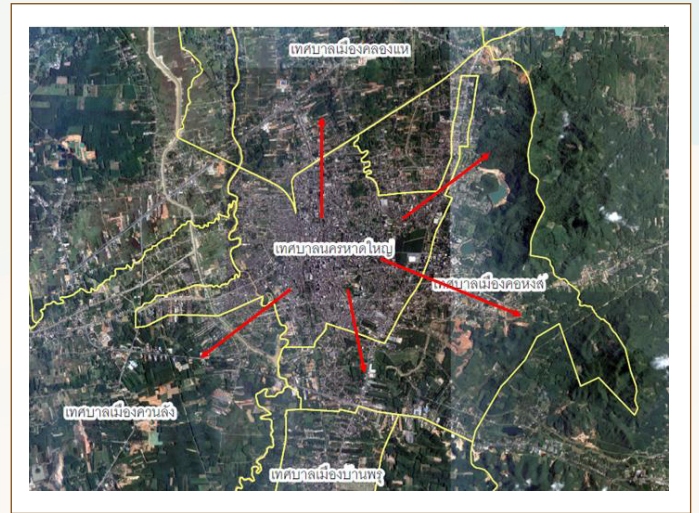 เทศบาลเมืองคลองแห
เทศบาลนครหาดใหญ่
เทศบาลเมืองคอหงส์
เทศบาลเมืองควนลัง
เทศบาลเมืองบ้านพรุ